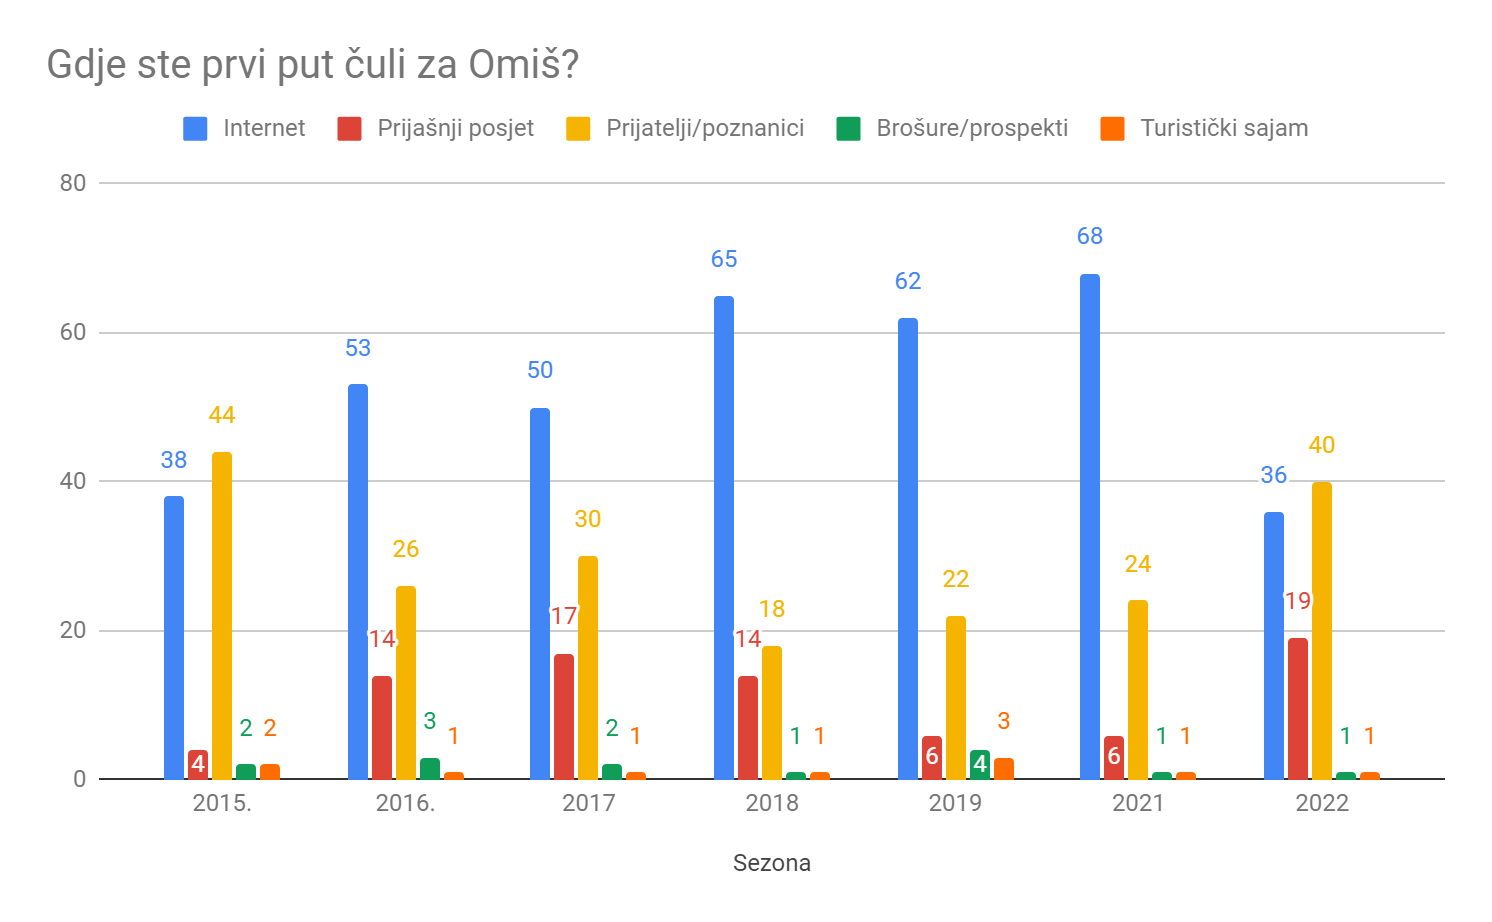 Gdje ste prvi put čuli za Omiš?
Internet Prijašnji posjet Prijatelji/poznanici Brošure/prospekti Turistički sajam
80
60
40
20
0
38 4 44 2 2
53 14 26 3 1
50 17 30 2 1
65 14 18 1 1
62 6 22 4 3
68 6 24 1 1
36 19 40 1 1
2015. 2016. 2017 2018 2019 2021 2022
Sezona